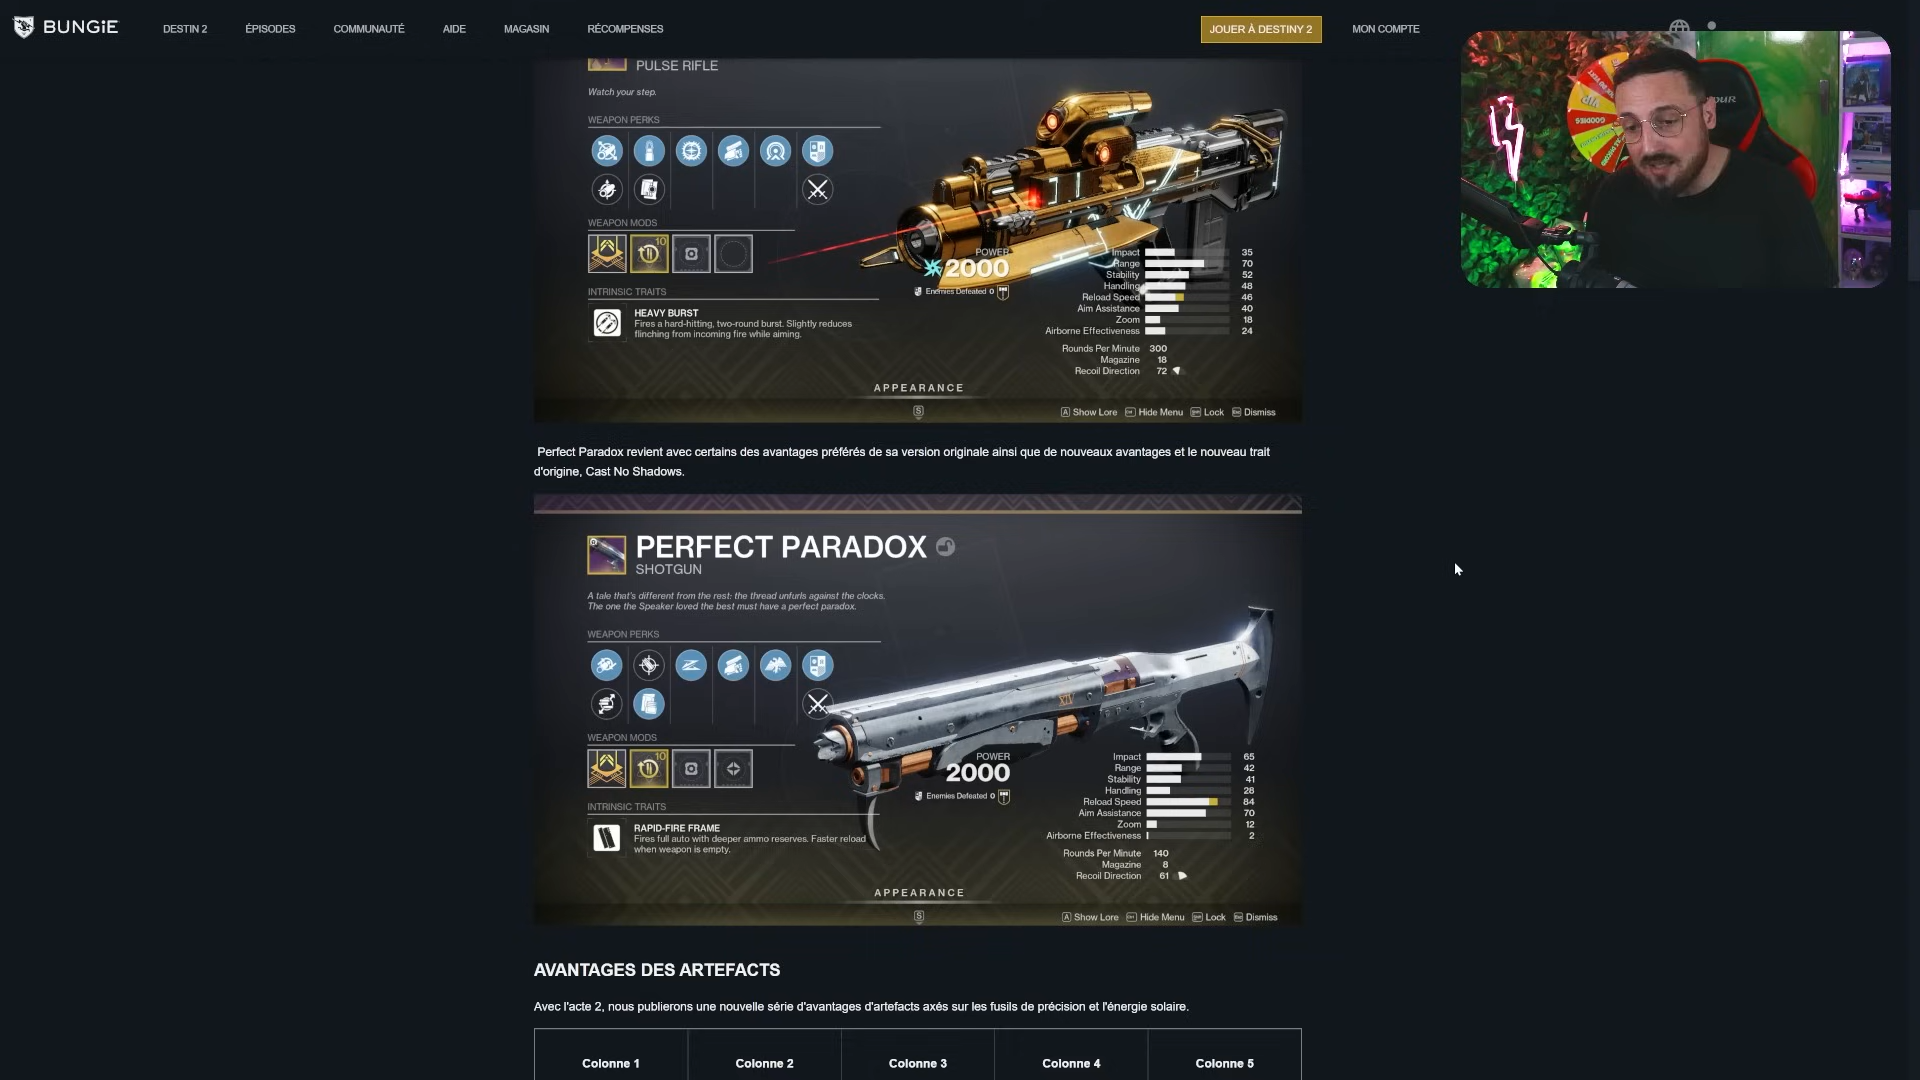 BUNGiE
DESTIN 2
ÉPISODES
COMMUNAUTÉ
AIDE
MAGASIN
RÉCOMPENSES
JOUER À DESTINY 2
MON COMPTE
PULSE RIFLE
Watch your step.
WEAPON PERKS
WEAPON MODS
10
INTRINSIC TRAITS
HEAVY BURST
Fires a hard-hitting, two-round burst. Slightly reduces
flinching from incoming fire while aiming.
POWER
2000
Enemies Defeated 0
Impact 35
Range 70
Stability 52
Handling 48
Reload Speed 46
Aim Assistance 40
Zoom 18
Airborne Effectiveness 24
Rounds Per Minute 300
Magazine 18
Recoil Direction 72
APPEARANCE
S
A Show Lore
Hide Menu
Lock
Dismiss
Perfect Paradox revient avec certains des avantages préférés de sa version originale ainsi que de nouveaux avantages et le nouveau trait
d'origine, Cast No Shadows.
PERFECT PARADOX
SHOTGUN
A tale that's different from the rest: the thread unfurls against the clocks.
The one the Speaker loved the best must have a perfect paradox.
WEAPON PERKS
WEAPON MODS
10
INTRINSIC TRAITS
RAPID-FIRE FRAME
Fires full auto with deeper ammo reserves. Faster reload
when weapon is empty.
XIV
POWER
2000
Enemies Defeated 0
Impact 65
Range 42
Stability 41
Handling 28
Reload Speed 84
Aim Assistance 70
Zoom 12
Airborne Effectiveness 2
Rounds Per Minute 140
Magazine 8
Recoil Direction 61
APPEARANCE
S
A Show Lore
Hide Menu
Lock
Dismiss
AVANTAGES DES ARTEFACTS
Avec l'acte 2, nous publierons une nouvelle série d'avantages d'artefacts axés sur les fusils de précision et l'énergie solaire.
Colonne 1
Colonne 2
Colonne 3
Colonne 4
Colonne 5
VIP
GOODIES